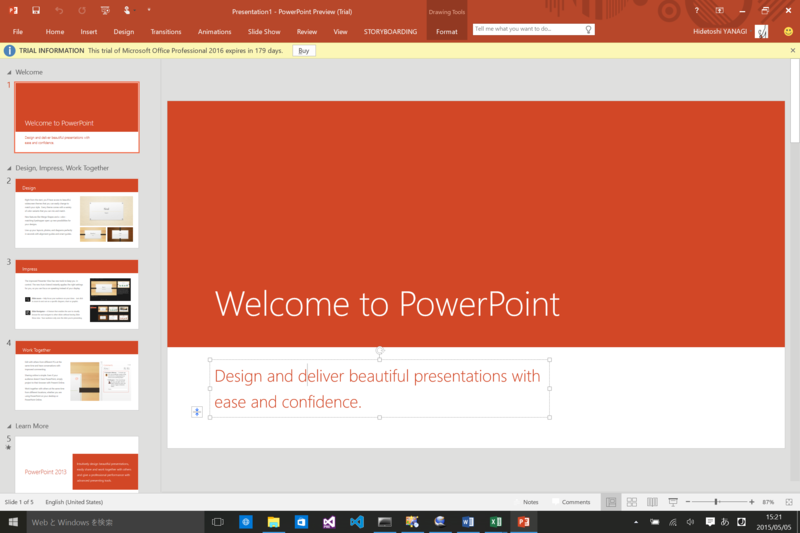 Presentation1 - PowerPoint Preview (Trial)
Drawing Tools
File
Home
Insert
Design
Transitions
Animations
Slide Show
Review
View
STORYBOARDING
Format
Tell me what you want to do...
Hidetoshi YANAGI
TRIAL INFORMATION This trial of Microsoft Office Professional 2016 expires in 179 days.
Buy
Welcome
1
Welcome to PowerPoint
Design and deliver beautiful presentations with
ease and confidence.
Design, Impress, Work Together
2
Design
3
Impress
4
Work Together
Learn More
5
PowerPoint 2013
Welcome to PowerPoint
Design and deliver beautiful presentations with
ease and confidence.
Slide 1 of 5
English (United States)
Notes
Comments
87%
Web と Windows を検索
あ
15:21
2015/05/05